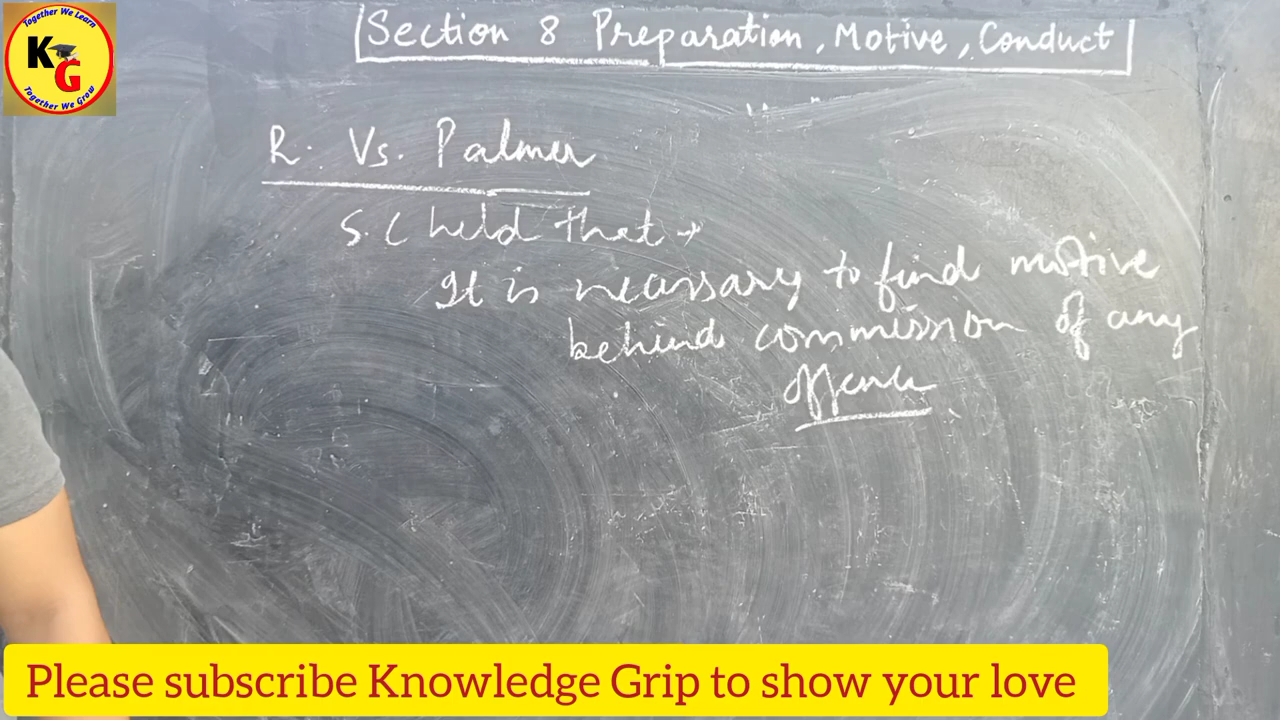 Together We Learn
KG
Together We Grow
Section 8 Preparation, Motive, Conduct
R. Vs. Palmer
S.C held that →
It is necessary to find motive
behind commission of any
offence
Please subscribe Knowledge Grip to show your love